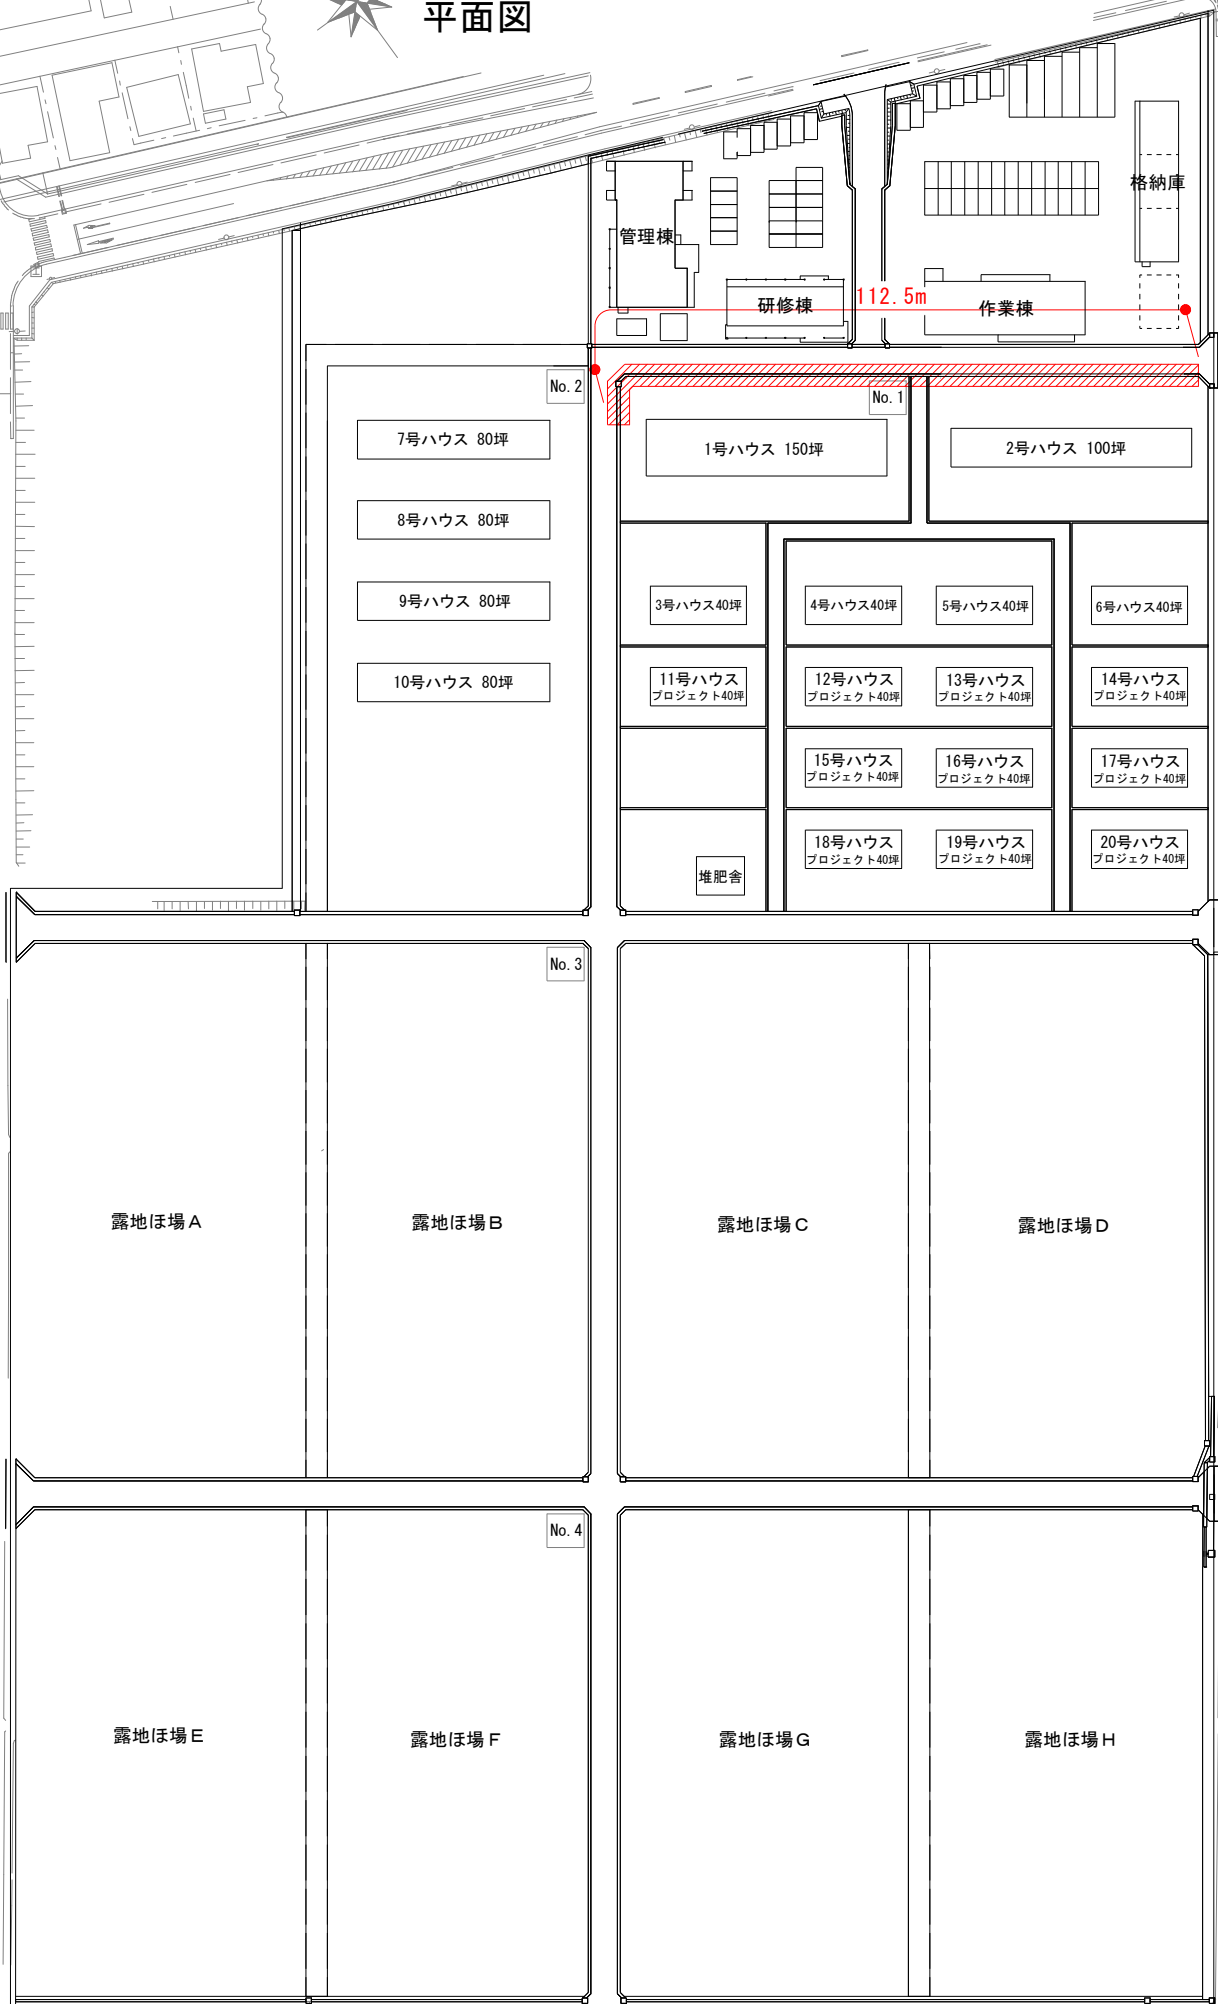 平面図
格納庫
管理棟
112.5m
研修棟
作業棟
No.2
No.1
7号ハウス 80坪
1号ハウス 150坪
2号ハウス 100坪
8号ハウス 80坪
9号ハウス 80坪
3号ハウス40坪
4号ハウス40坪
5号ハウス40坪
6号ハウス40坪
10号ハウス 80坪
11号ハウス
プロジェクト40坪
12号ハウス
プロジェクト40坪
13号ハウス
プロジェクト40坪
14号ハウス
プロジェクト40坪
15号ハウス
プロジェクト40坪
16号ハウス
プロジェクト40坪
17号ハウス
プロジェクト40坪
18号ハウス
プロジェクト40坪
19号ハウス
プロジェクト40坪
20号ハウス
プロジェクト40坪
堆肥舎
No.3
露地ほ場A
露地ほ場B
露地ほ場C
露地ほ場D
No.4
露地ほ場E
露地ほ場F
露地ほ場G
露地ほ場H